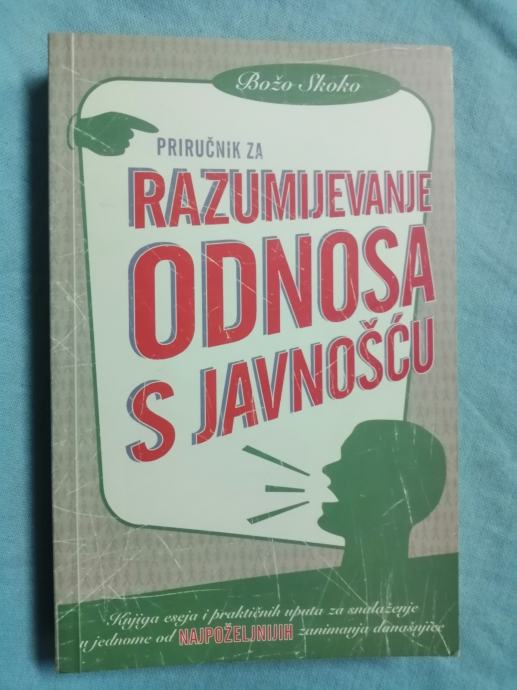 Božo Skoko
PRIRUČNIK ZA
RAZUMIJEVANJE
ODNOSA
S JAVNOŠĆU
Knjiga eseja i praktičnih uputa za snalaženje
u jednome od NAJPOŽELJNIJIH zanimanja današnjice